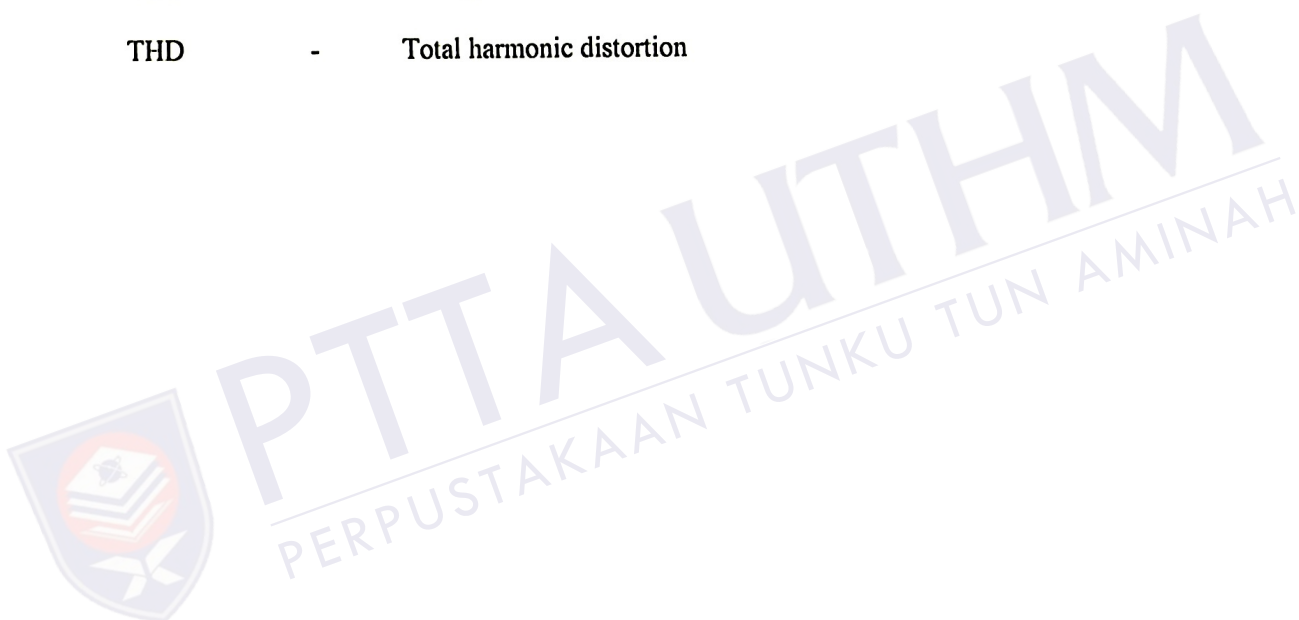 THD - Total harmonic distortion
PTTA UTHM
PERPUSTAKAAN TUNKU TUN AMINAH